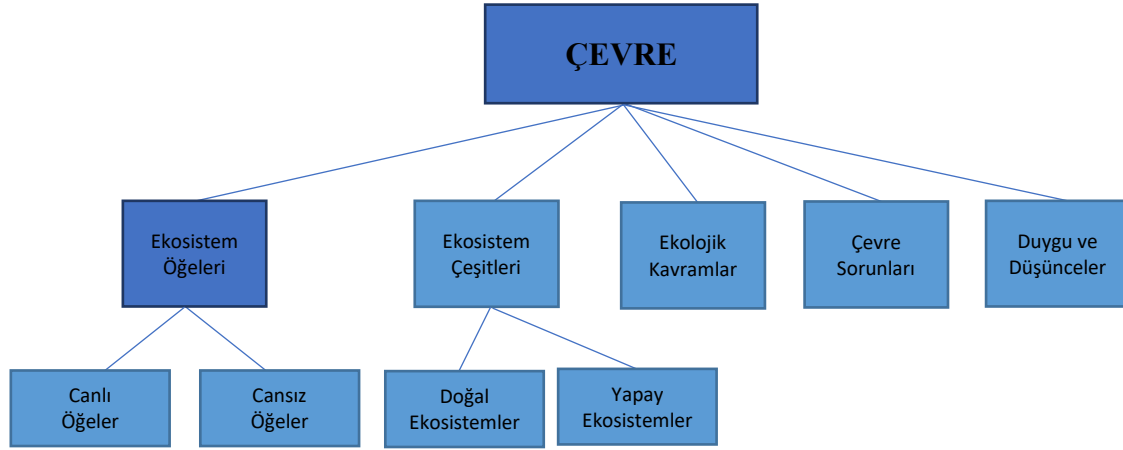 ÇEVRE
Ekosistem
Öğeleri
Ekosistem
Çeşitleri
Ekolojik
Kavramlar
Çevre
Sorunları
Duygu ve
Düşünceler
Canlı
Öğeler
Cansız
Öğeler
Doğal
Ekosistemler
Yapay
Ekosistemler